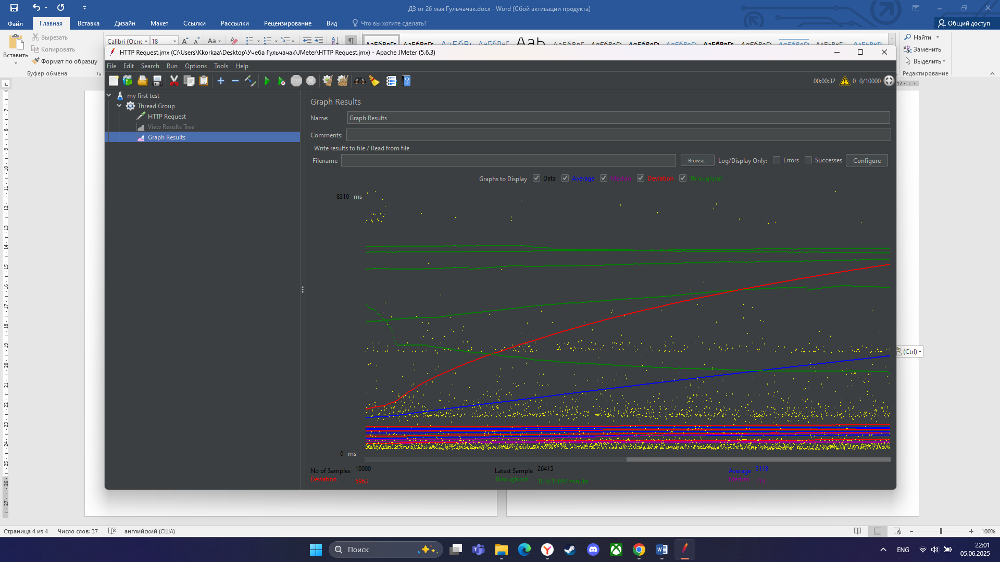 ДЗ от 26 мая Гульчачак.docx - Word (Сбой активации продукта)
Файл Главная Вставка Дизайн Макет Ссылки Рассылки Рецензирование Вид Что вы хотите сделать? Общий доступ
Вставить
Вырезать
Копировать
Формат по образцу
Буфер обмена
Calibri (Оснс 18
Найти
Заменить
Выделить
Редактирование
HTTP Request.jmx (C:\Users\Kkorkaa\Desktop\Учеба Гульчачак\JMeter\HTTP Request.jmx) - Apache JMeter (5.6.3)
File Edit Search Run Options Tools Help
00:00:32 0 0/10000
my first test
Thread Group
HTTP Request
View Results Tree
Graph Results
Graph Results
Name: Graph Results
Comments:
Write results to file / Read from file
Filename Browse... Log/Display Only: Errors Successes Configure
Graphs to Display Data Average Median Deviation Throughput
8310 ms
0 ms
No of Samples 10000 Latest Sample 26415 Average 3118
Deviation 5963 Throughput 18 521,949/minute Median
(Ctrl)
Страница 4 из 4 Число слов: 37 английский (США) 100%
Поиск
ENG
22:01
05.06.2025